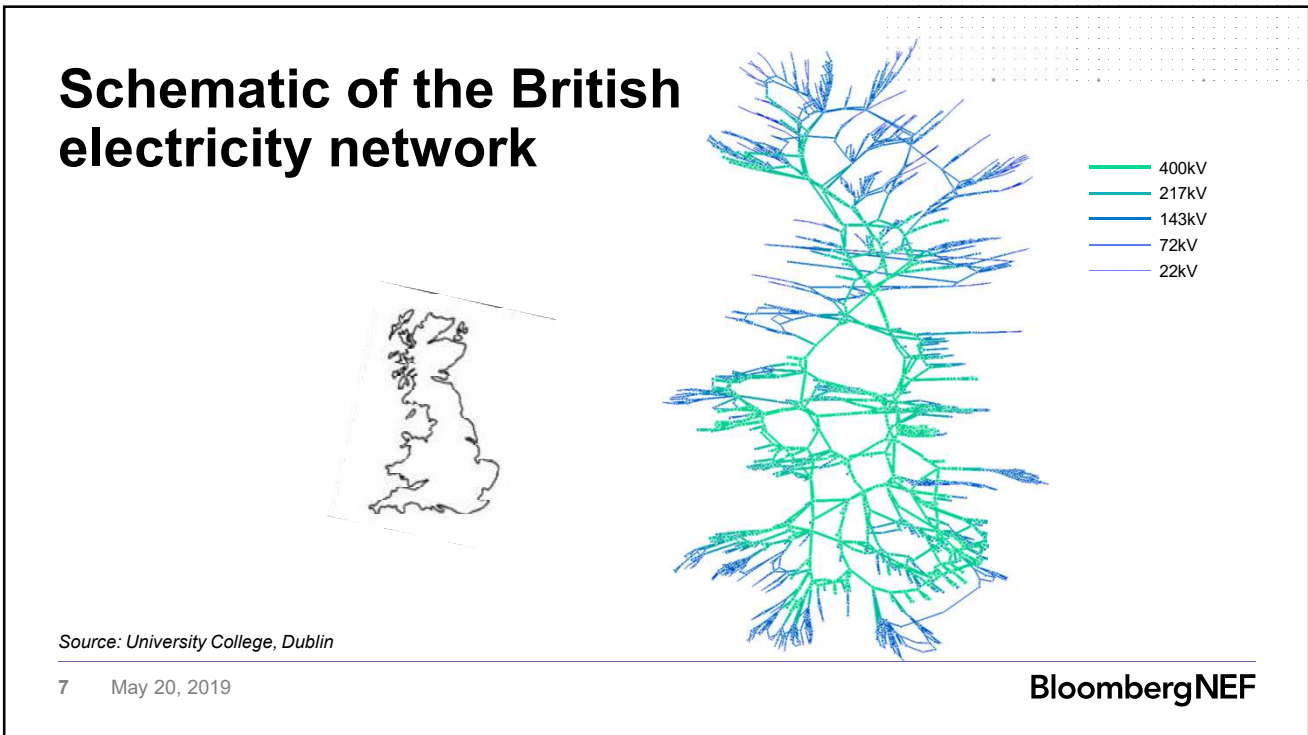 Schematic of the British
electricity network
400kV
217kV
143kV
72kV
22kV
Source: University College, Dublin
7 May 20, 2019
BloombergNEF